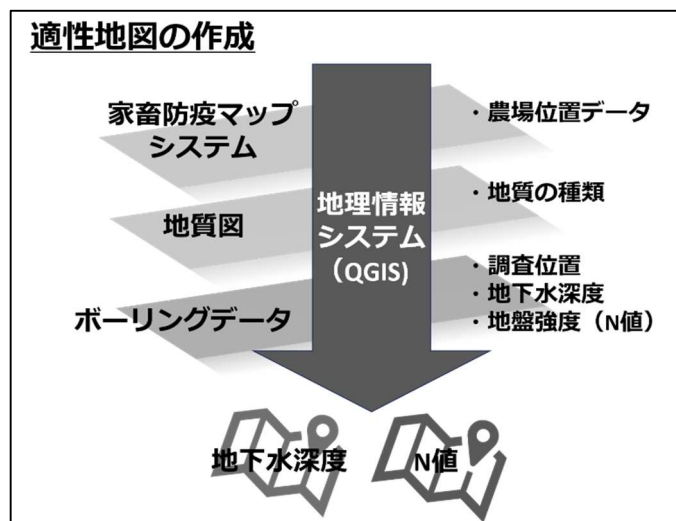 適性地図の作成
家畜防疫マップ
システム
・農場位置データ
地質図
・地質の種類
地理情報
システム
（QGIS)
ボーリングデータ
・調査位置
・地下水深度
・地盤強度（N値）
地下水深度
N値